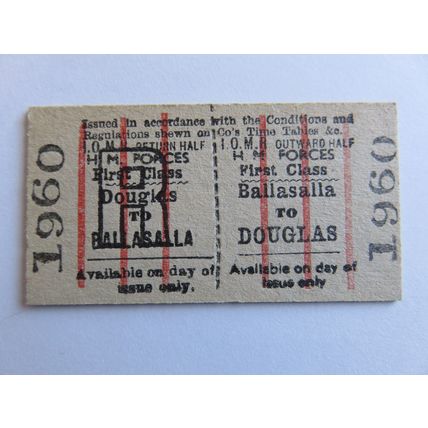 Issued in accordance with the Conditions and
Regulations shewn on Co's Time Tables &c.
I.O.M.R RETURN HALF
H M FORCES
First Class
Douglas
TO
BALLASALLA
Available on day of
issue only.
R
I.O.M.R OUTWARD HALF
H M FORCES
First Class
Ballasalla
TO
DOUGLAS
Available on day of
issue only
1960
1960